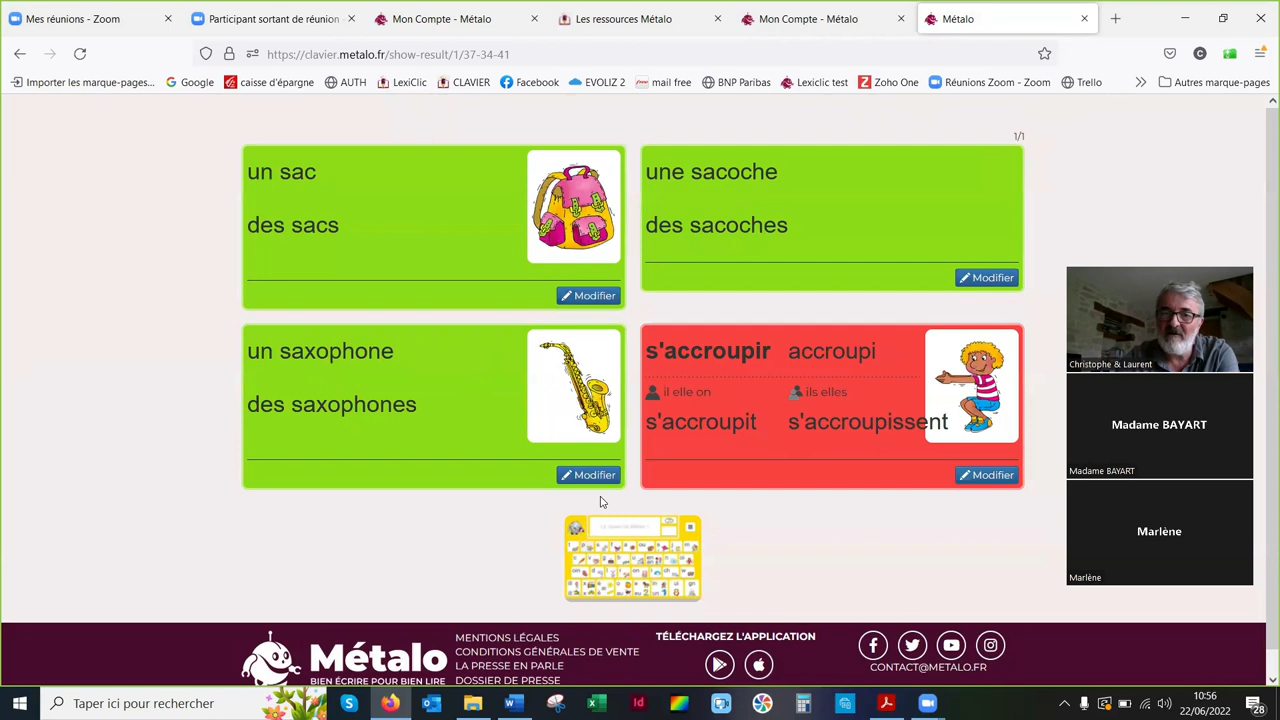 Mes réunions - Zoom
Participant sortant de réunion
Mon Compte - Métalo
Les ressources Métalo
Mon Compte - Métalo
Métalo
https://clavier.metalo.fr/show-result/1/37-34-41
Importer les marque-pages...
Google
caisse d'épargne
AUTH
LexiClic
CLAVIER
Facebook
EVOLIZ 2
mail free
BNP Paribas
Lexiclic test
Zoho One
Réunions Zoom - Zoom
Trello
Autres marque-pages
1/1
un sac
des sacs
Modifier
une sacoche
des sacoches
Modifier
un saxophone
des saxophones
Modifier
s'accroupir accroupi
il elle on ils elles
s'accroupit s'accroupissent
Modifier
Christophe & Laurent
Madame BAYART
Madame BAYART
Marlène
Marlène
Métalo
BIEN ÉCRIRE POUR BIEN LIRE
MENTIONS LÉGALES
CONDITIONS GÉNÉRALES DE VENTE
LA PRESSE EN PARLE
DOSSIER DE PRESSE
TÉLÉCHARGEZ L'APPLICATION
CONTACT@METALO.FR
Taper ici pour rechercher
10:56
22/06/2022
28